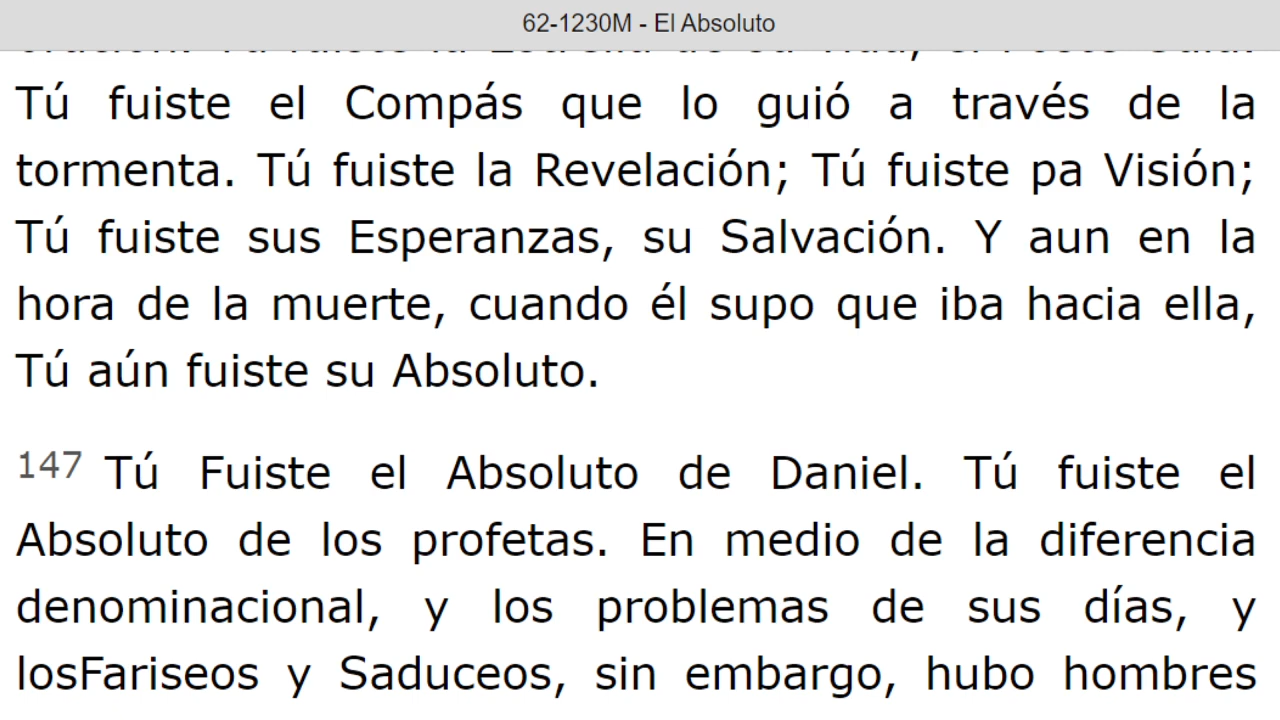 62-1230M - El Absoluto
Tú fuiste el Compás que lo guió a través de la
tormenta. Tú fuiste la Revelación; Tú fuiste pa Visión;
Tú fuiste sus Esperanzas, su Salvación. Y aun en la
hora de la muerte, cuando él supo que iba hacia ella,
Tú aún fuiste su Absoluto.
147 Tú Fuiste el Absoluto de Daniel. Tú fuiste el
Absoluto de los profetas. En medio de la diferencia
denominacional, y los problemas de sus días, y
losFariseos y Saduceos, sin embargo, hubo hombres